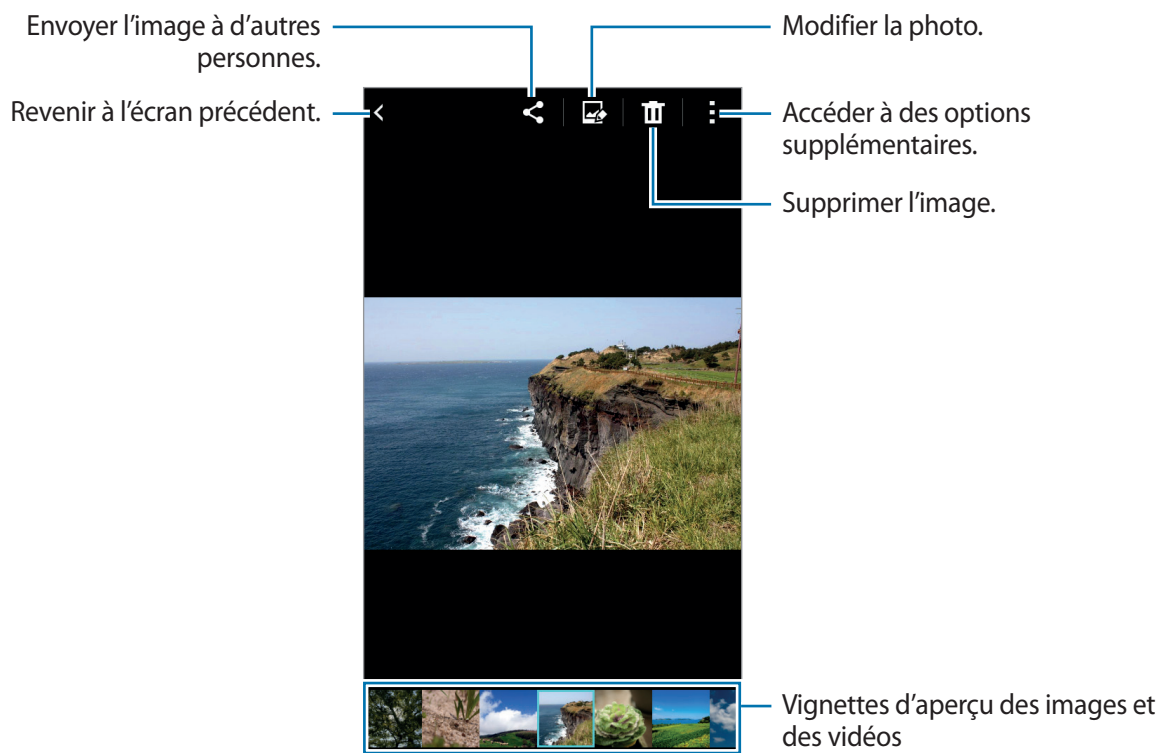 Envoyer l’image à d’autres
personnes.
Modifier la photo.
Revenir à l’écran précédent.
Accéder à des options
supplémentaires.
Supprimer l’image.
Vignettes d’aperçu des images et
des vidéos